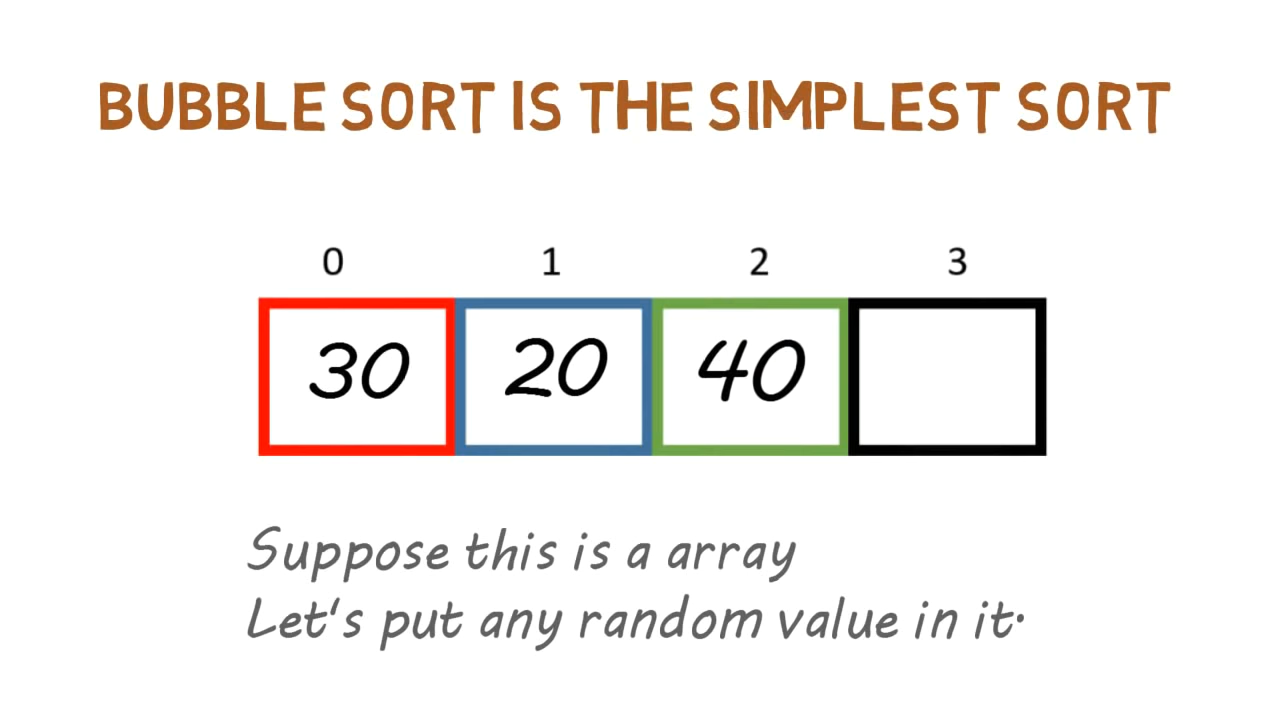 BUBBLE SORT IS THE SIMPLEST SORT
0 1 2 3
30 20 40
Suppose this is a array
Let's put any random value in it.